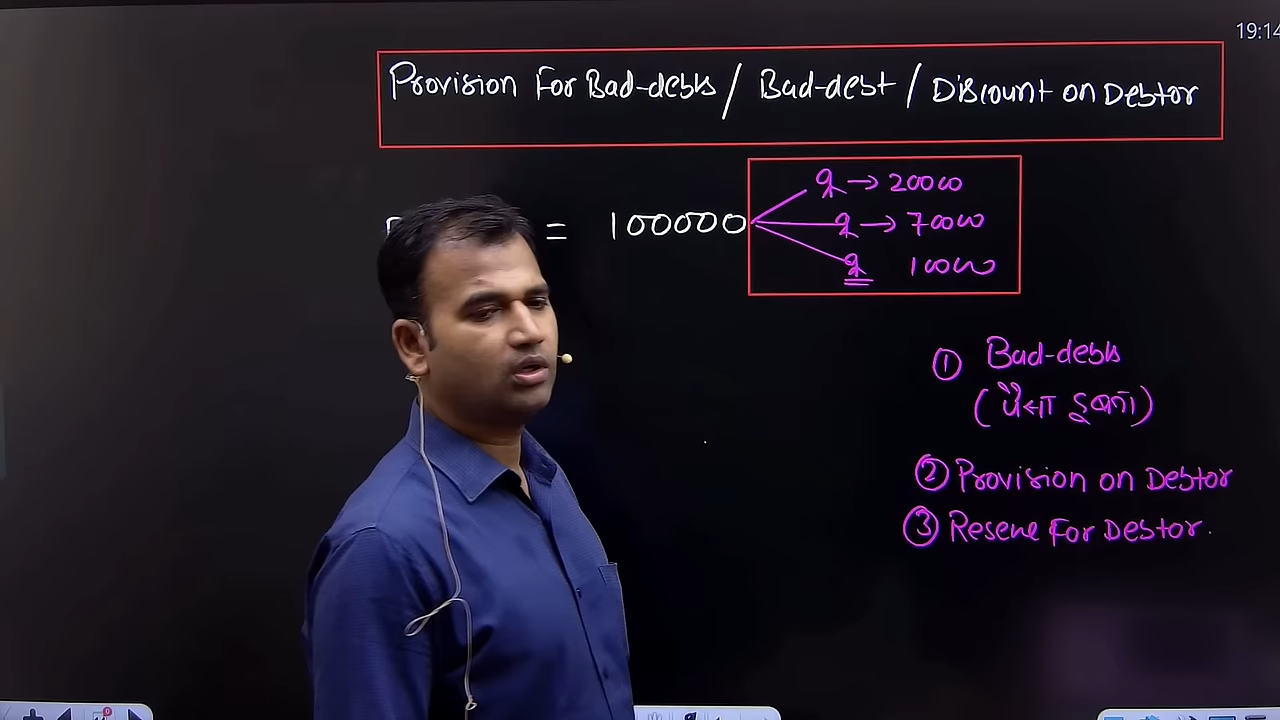 19:14
Provision For Bad-debts / Bad-debt / Discount on Debtor
→ 20000
= 100000 → 70000
10000
① Bad-debts
(पैसा डूबना)
② Provision on Debtor
③ Reserve For Debtor.